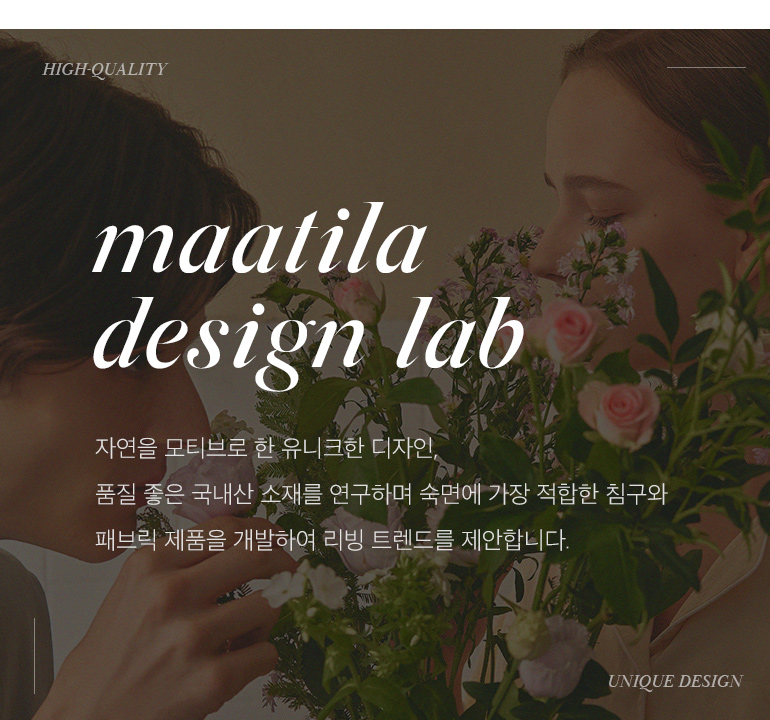 HIGH-QUALITY
maatila
design lab
자연을 모티브로 한 유니크한 디자인,
품질 좋은 국내산 소재를 연구하며 숙면에 가장 적합한 침구와
패브릭 제품을 개발하여 리빙 트렌드를 제안합니다.
UNIQUE DESIGN